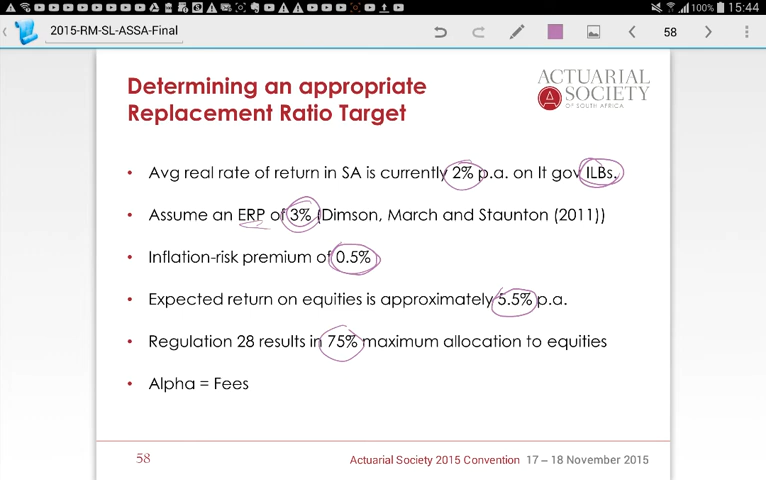 100% 15:44
2015-RM-SL-ASSA-Final
58
Determining an appropriate
Replacement Ratio Target
ACTUARIAL
SOCIETY
OF SOUTH AFRICA
• Avg real rate of return in SA is currently 2% p.a. on lt gov ILBs.
• Assume an ERP of 3% (Dimson, March and Staunton (2011))
• Inflation-risk premium of 0.5%
• Expected return on equities is approximately 5.5% p.a.
• Regulation 28 results in 75% maximum allocation to equities
• Alpha = Fees
58
Actuarial Society 2015 Convention 17 – 18 November 2015